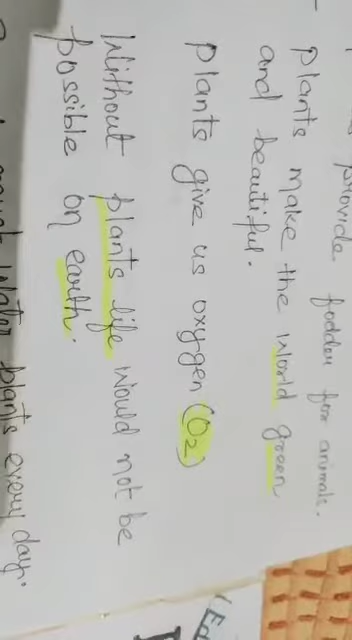 provide fodder for animals.
plants make the world green
and beautiful.
plants give us oxygen (O2)
Without plants life would not be
possible on earth.
water plants every day.